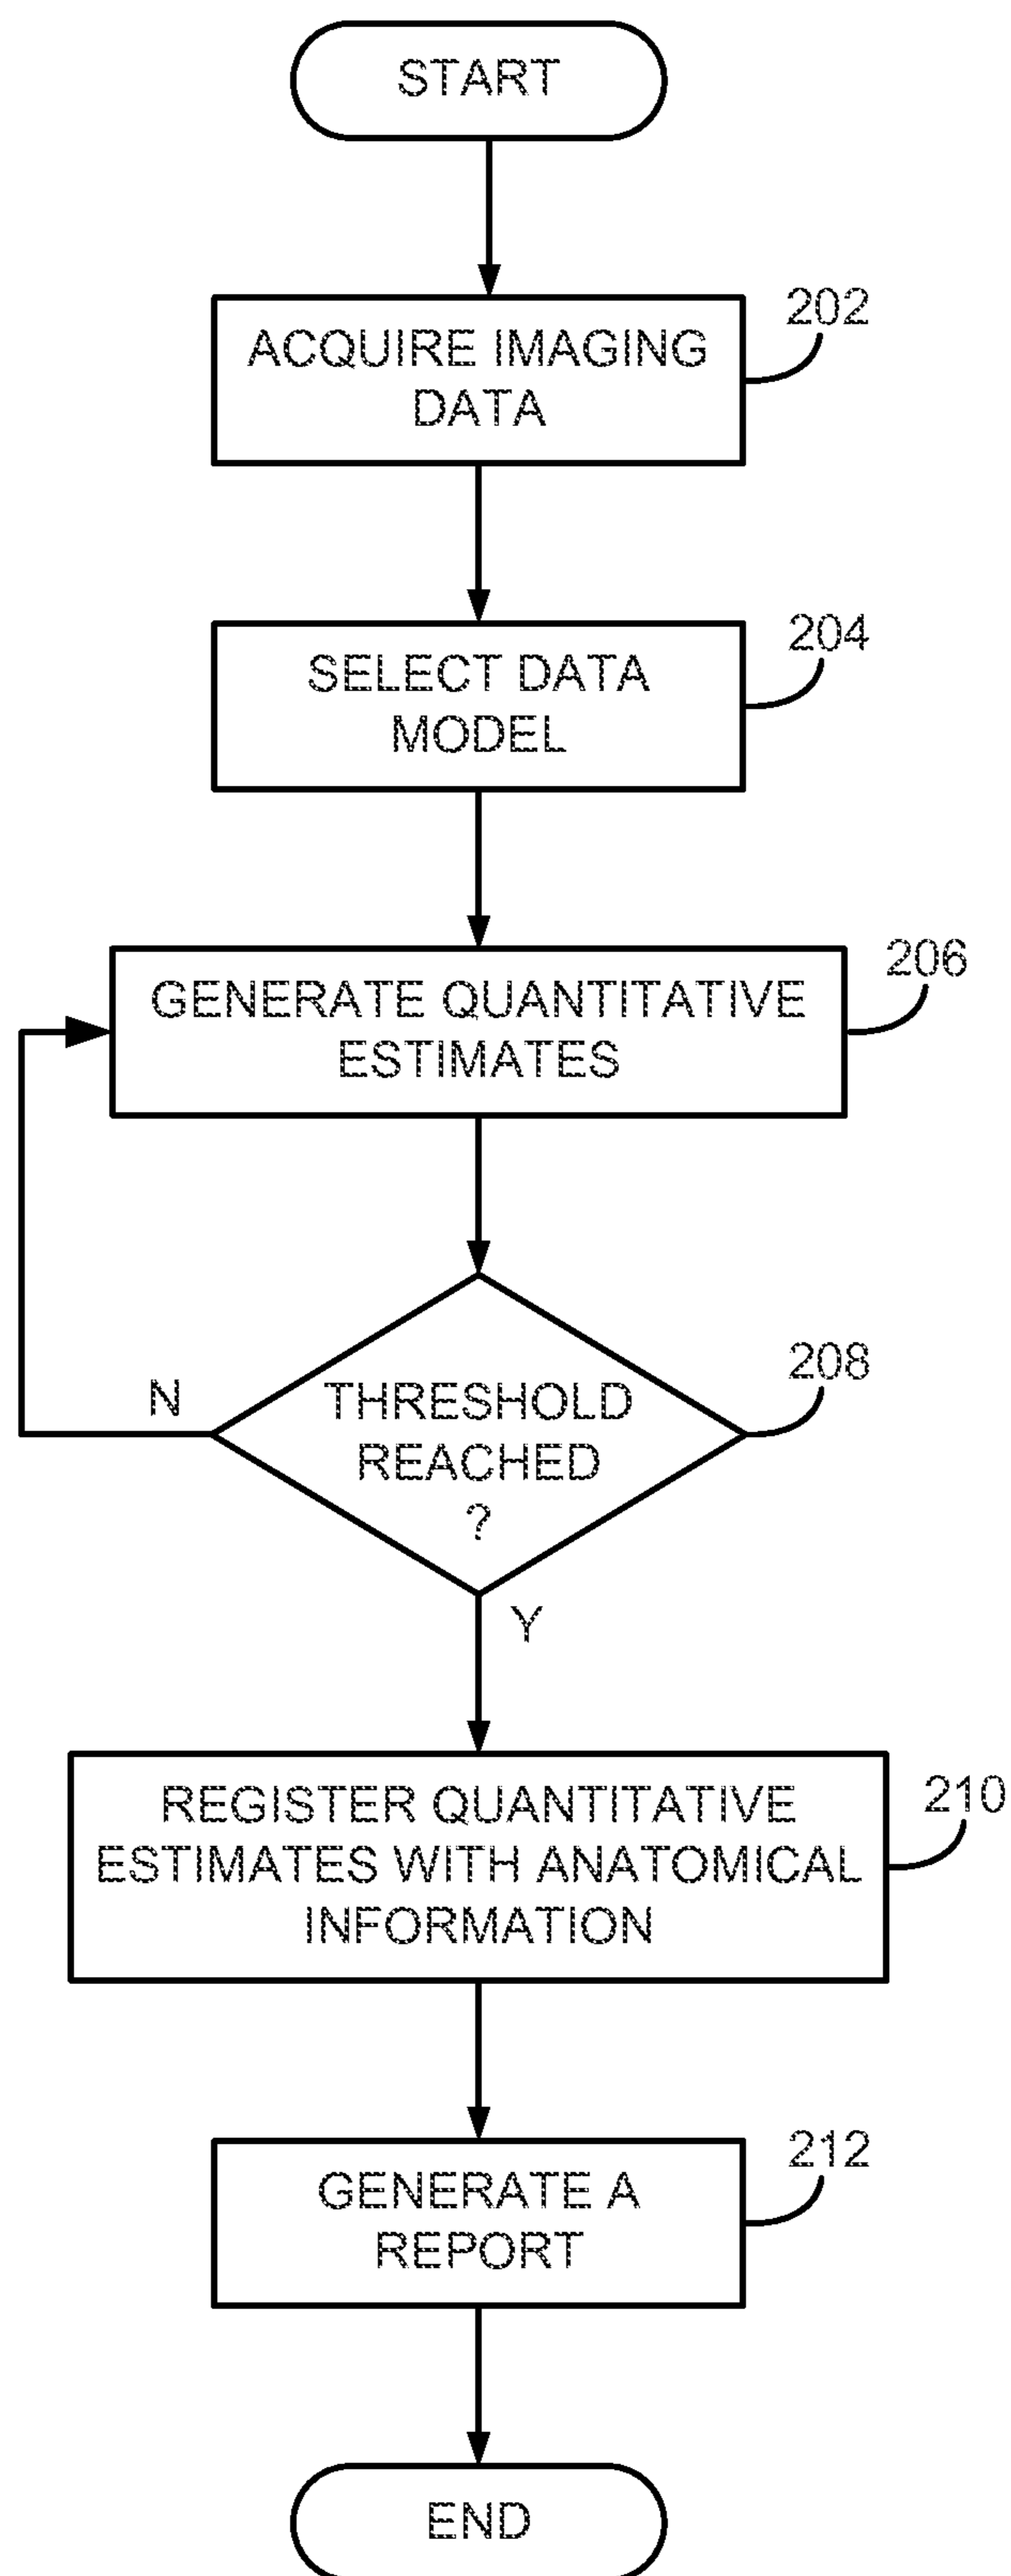 START
202
ACQUIRE IMAGING
DATA
204
SELECT DATA
MODEL
206
GENERATE QUANTITATIVE
ESTIMATES
208
N
THRESHOLD
REACHED
?
Y
210
REGISTER QUANTITATIVE
ESTIMATES WITH ANATOMICAL
INFORMATION
212
GENERATE A
REPORT
END